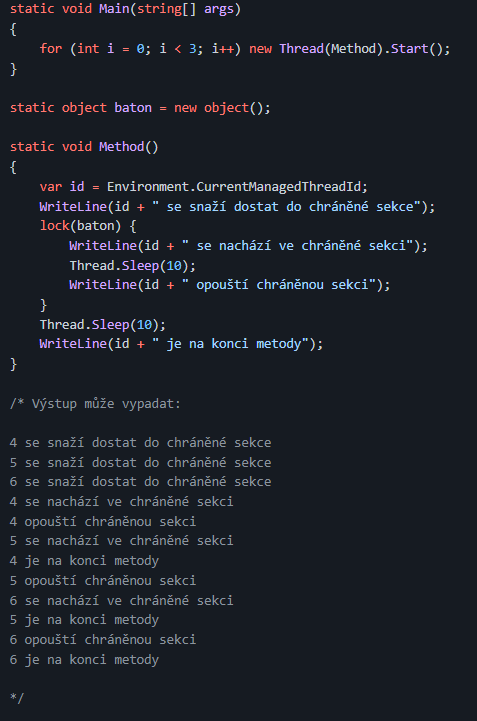 static void Main(string[] args)
{
    for (int i = 0; i < 3; i++) new Thread(Method).Start();
}

static object baton = new object();

static void Method()
{
    var id = Environment.CurrentManagedThreadId;
    WriteLine(id + " se snaží dostat do chráněné sekce");
    lock(baton) {
        WriteLine(id + " se nachází ve chráněné sekci");
        Thread.Sleep(10);
        WriteLine(id + " opouští chráněnou sekci");
    }
    Thread.Sleep(10);
    WriteLine(id + " je na konci metody");
}

/* Výstup může vypadat:

4 se snaží dostat do chráněné sekce
5 se snaží dostat do chráněné sekce
6 se snaží dostat do chráněné sekce
4 se nachází ve chráněné sekci
4 opouští chráněnou sekci
5 se nachází ve chráněné sekci
4 je na konci metody
5 opouští chráněnou sekci
6 se nachází ve chráněné sekci
5 je na konci metody
6 opouští chráněnou sekci
6 je na konci metody

*/